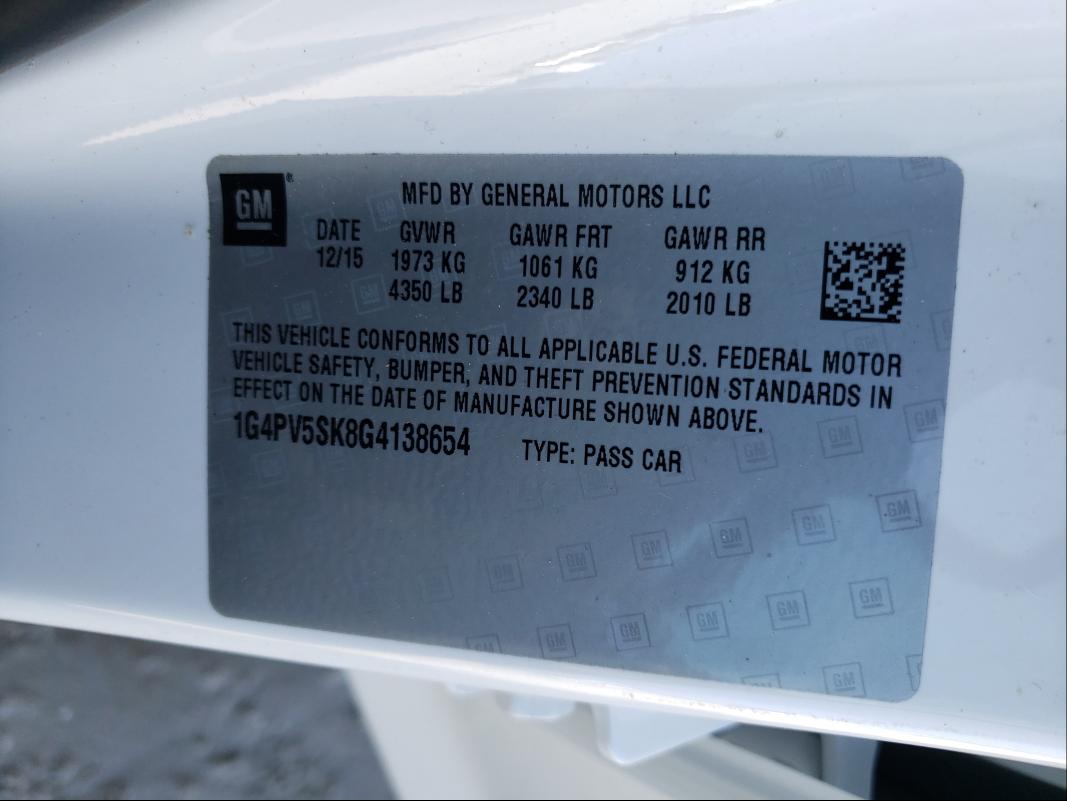 GM
MFD BY GENERAL MOTORS LLC
DATE GVWR GAWR FRT GAWR RR
12/15 1973 KG 1061 KG 912 KG
4350 LB 2340 LB 2010 LB
THIS VEHICLE CONFORMS TO ALL APPLICABLE U.S. FEDERAL MOTOR
VEHICLE SAFETY, BUMPER, AND THEFT PREVENTION STANDARDS IN
EFFECT ON THE DATE OF MANUFACTURE SHOWN ABOVE.
1G4PV5SK8G4138654 TYPE: PASS CAR